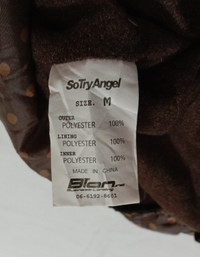 SoTryAngel
SIZE. M
OUTER
POLYESTER 100%
LINING
POLYESTER 100%
INNER
POLYESTER 100%
MADE IN CHINA